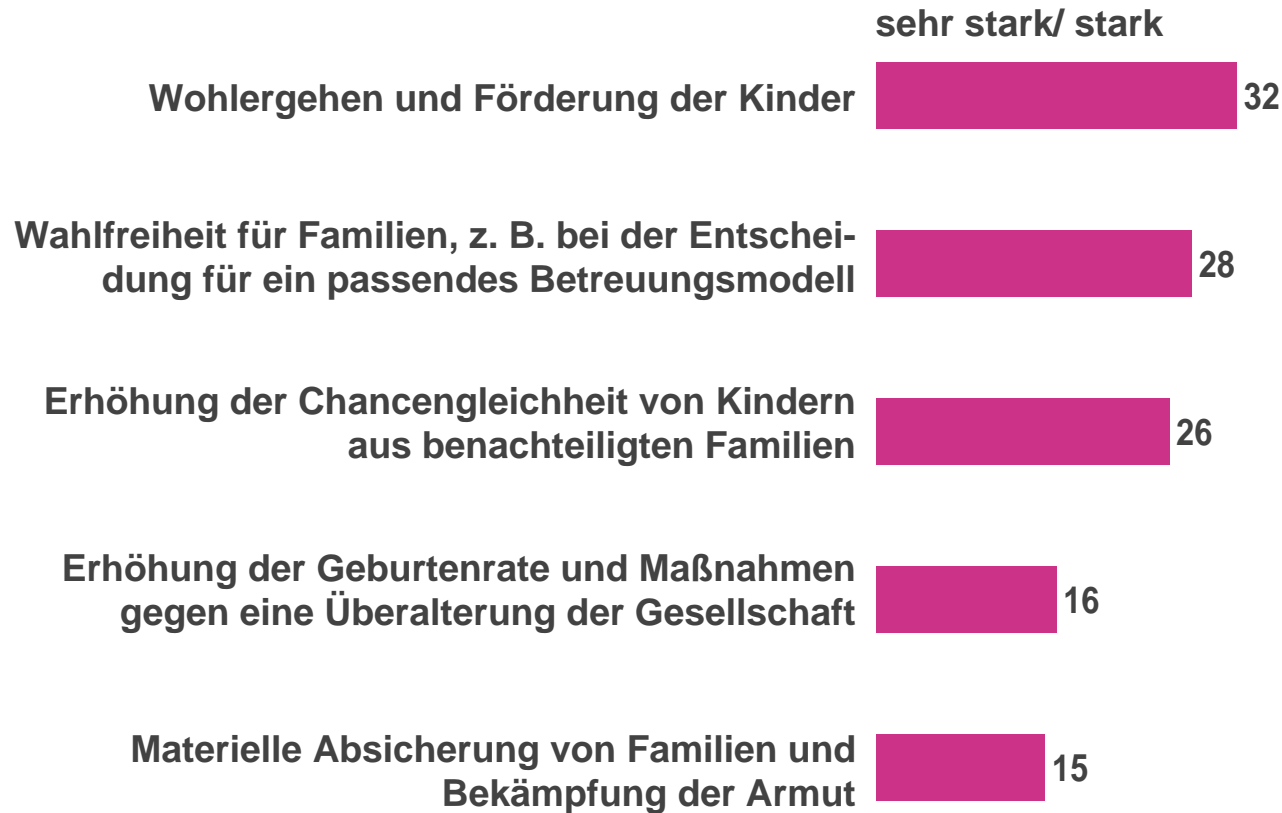 sehr stark/ stark
Wohlergehen und Förderung der Kinder
32
Wahlfreiheit für Familien, z. B. bei der Entschei-
dung für ein passendes Betreuungsmodell
28
Erhöhung der Chancengleichheit von Kindern
aus benachteiligten Familien
26
Erhöhung der Geburtenrate und Maßnahmen
gegen eine Überalterung der Gesellschaft
16
Materielle Absicherung von Familien und
Bekämpfung der Armut
15